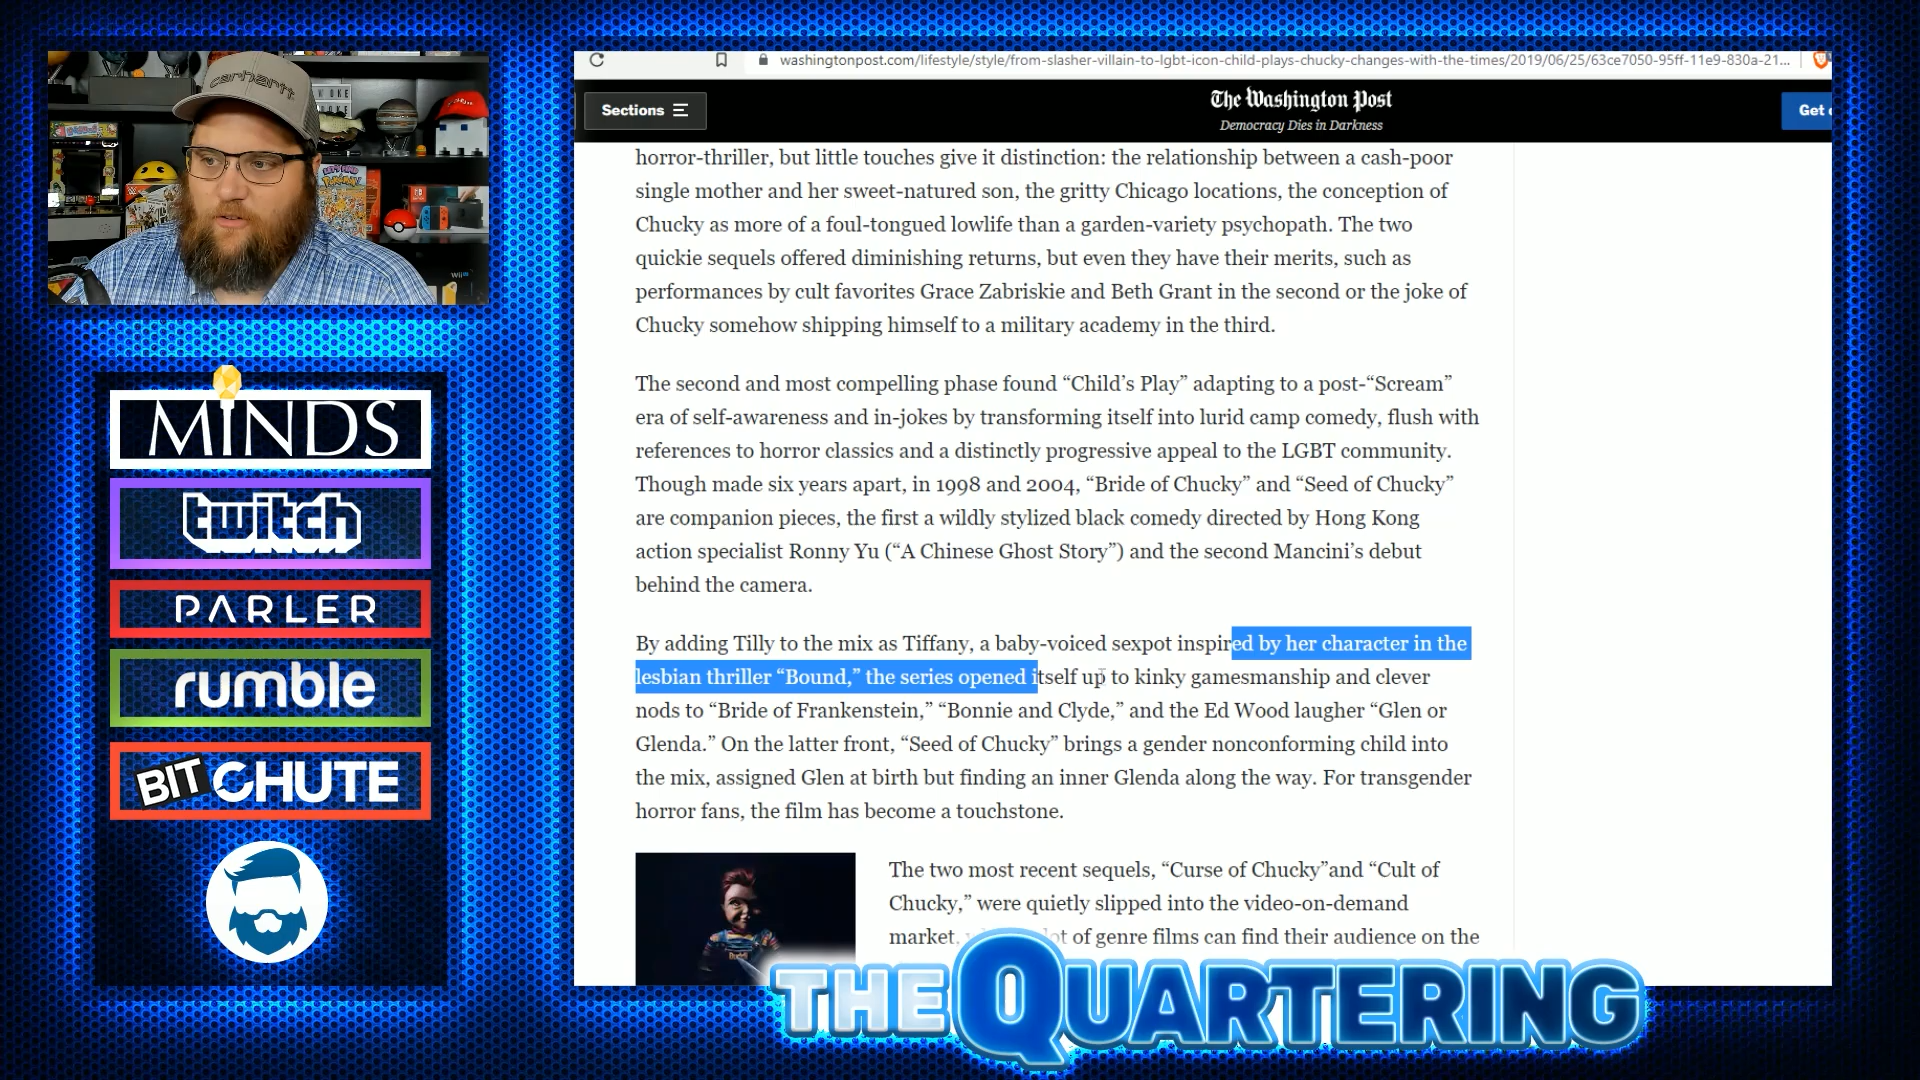 carhartt
washingtonpost.com/lifestyle/style/from-slasher-villain-to-lgbt-icon-child-plays-chucky-changes-with-the-times/2019/06/25/63ce7050-95ff-11e9-830a-21...
Sections
The Washington Post
Democracy Dies in Darkness
Get
horror-thriller, but little touches give it distinction: the relationship between a cash-poor
single mother and her sweet-natured son, the gritty Chicago locations, the conception of
Chucky as more of a foul-tongued lowlife than a garden-variety psychopath. The two
quickie sequels offered diminishing returns, but even they have their merits, such as
performances by cult favorites Grace Zabriskie and Beth Grant in the second or the joke of
Chucky somehow shipping himself to a military academy in the third.
The second and most compelling phase found “Child’s Play” adapting to a post-“Scream”
era of self-awareness and in-jokes by transforming itself into lurid camp comedy, flush with
references to horror classics and a distinctly progressive appeal to the LGBT community.
Though made six years apart, in 1998 and 2004, “Bride of Chucky” and “Seed of Chucky”
are companion pieces, the first a wildly stylized black comedy directed by Hong Kong
action specialist Ronny Yu (“A Chinese Ghost Story”) and the second Mancini’s debut
behind the camera.
By adding Tilly to the mix as Tiffany, a baby-voiced sexpot inspired by her character in the
lesbian thriller “Bound,” the series opened itself up to kinky gamesmanship and clever
nods to “Bride of Frankenstein,” “Bonnie and Clyde,” and the Ed Wood laugher “Glen or
Glenda.” On the latter front, “Seed of Chucky” brings a gender nonconforming child into
the mix, assigned Glen at birth but finding an inner Glenda along the way. For transgender
horror fans, the film has become a touchstone.
The two most recent sequels, “Curse of Chucky”and “Cult of
Chucky,” were quietly slipped into the video-on-demand
market, lot of genre films can find their audience on the
MINDS
twitch
PARLER
rumble
BITCHUTE
THE QUARTERING